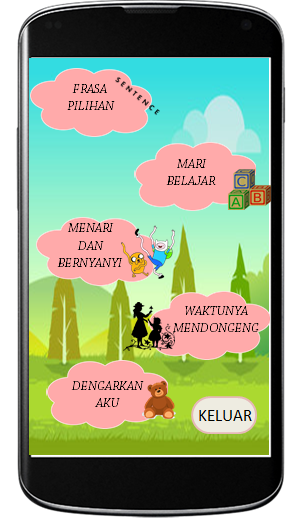 FRASA
PILIHAN
SENTENCE
MARI
BELAJAR
C
A B
MENARI
DAN
BERNYANYI
WAKTUNYA
MENDONGENG
DENGARKAN
AKU
KELUAR